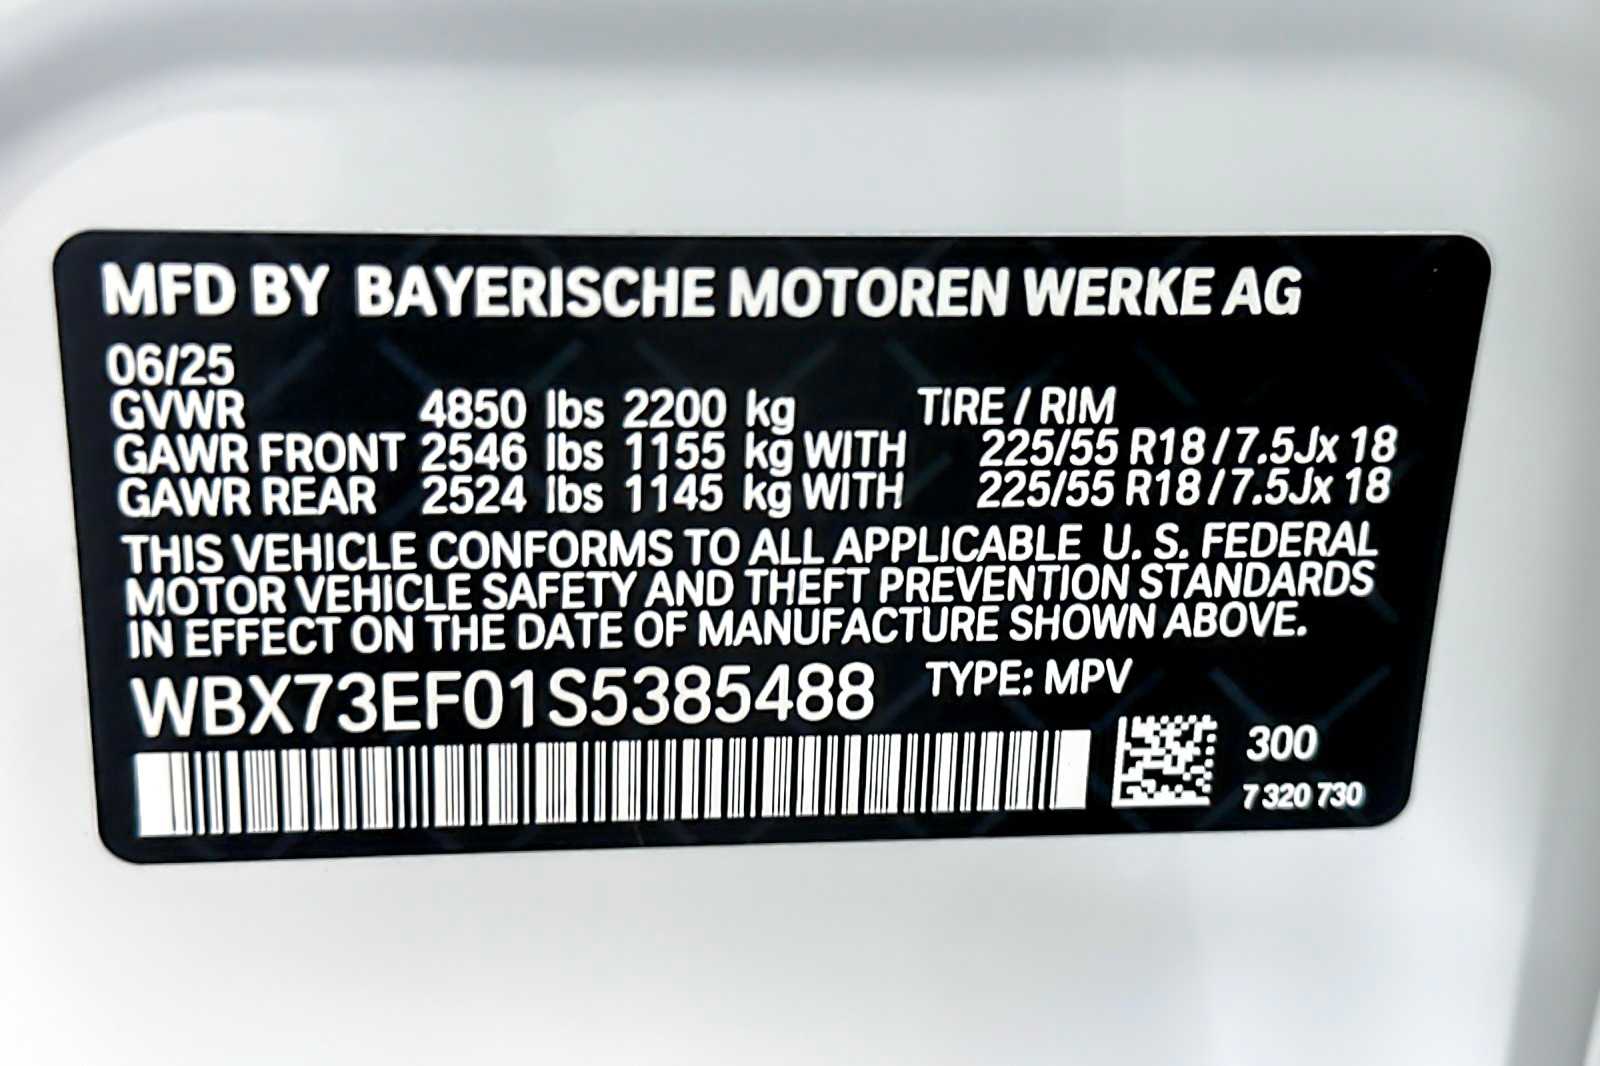 MFD BY BAYERISCHE MOTOREN WERKE AG
06/25
GVWR 4850 lbs 2200 kg TIRE / RIM
GAWR FRONT 2546 lbs 1155 kg WITH 225/55 R18 / 7.5Jx 18
GAWR REAR 2524 lbs 1145 kg WITH 225/55 R18 / 7.5Jx 18
THIS VEHICLE CONFORMS TO ALL APPLICABLE U. S. FEDERAL
MOTOR VEHICLE SAFETY AND THEFT PREVENTION STANDARDS
IN EFFECT ON THE DATE OF MANUFACTURE SHOWN ABOVE.
WBX73EF01S5385488 TYPE: MPV
300
7 320 730